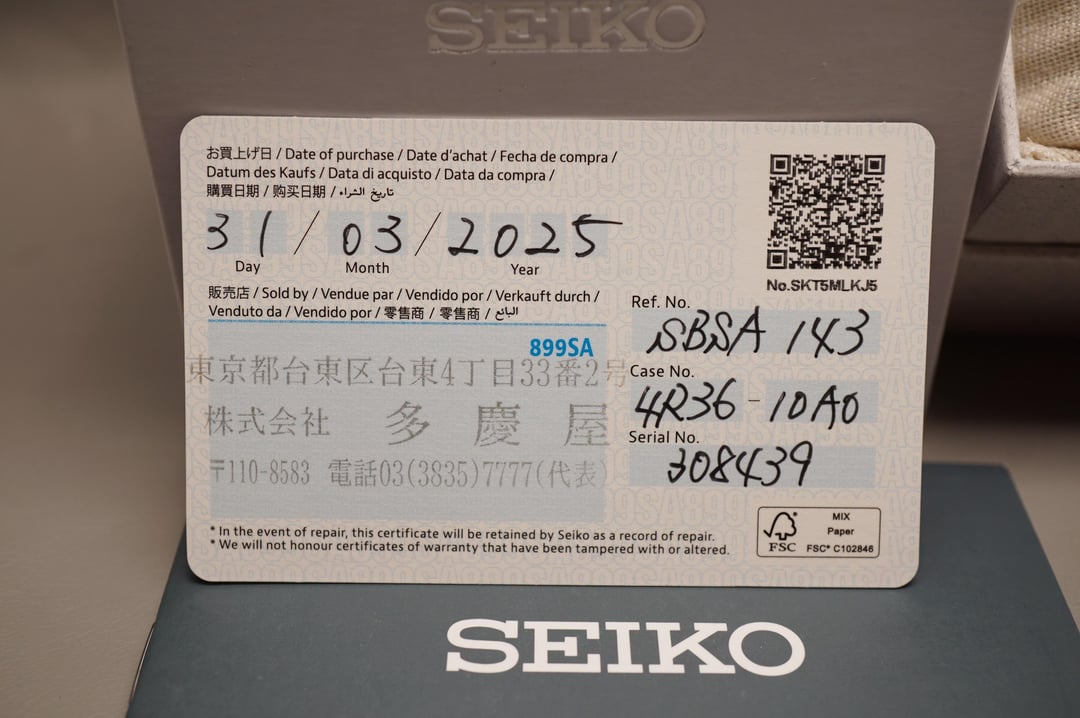 SEIKO
お買上げ日 / Date of purchase / Date d'achat / Fecha de compra /
Datum des Kaufs / Data di acquisto / Data da compra /
購買日期 / 购买日期 / تاريخ الشراء
31 / 03 / 2025
Day Month Year
販売店 / Sold by / Vendue par / Vendido por / Verkauft durch /
Venduto da / Vendido por / 零售商 / 零售商 / البائع
899SA
東京都台東区台東4丁目33番2号
株式会社 多慶屋
〒110-8583 電話03(3835)7777(代表)
No.SKT5MLKJ5
Ref. No.
SBSA 143
Case No.
4R36-10A0
Serial No.
308439
* In the event of repair, this certificate will be retained by Seiko as a record of repair.
* We will not honour certificates of warranty that have been tampered with or altered.
FSC
MIX
Paper
FSC® C102846
SEIKO